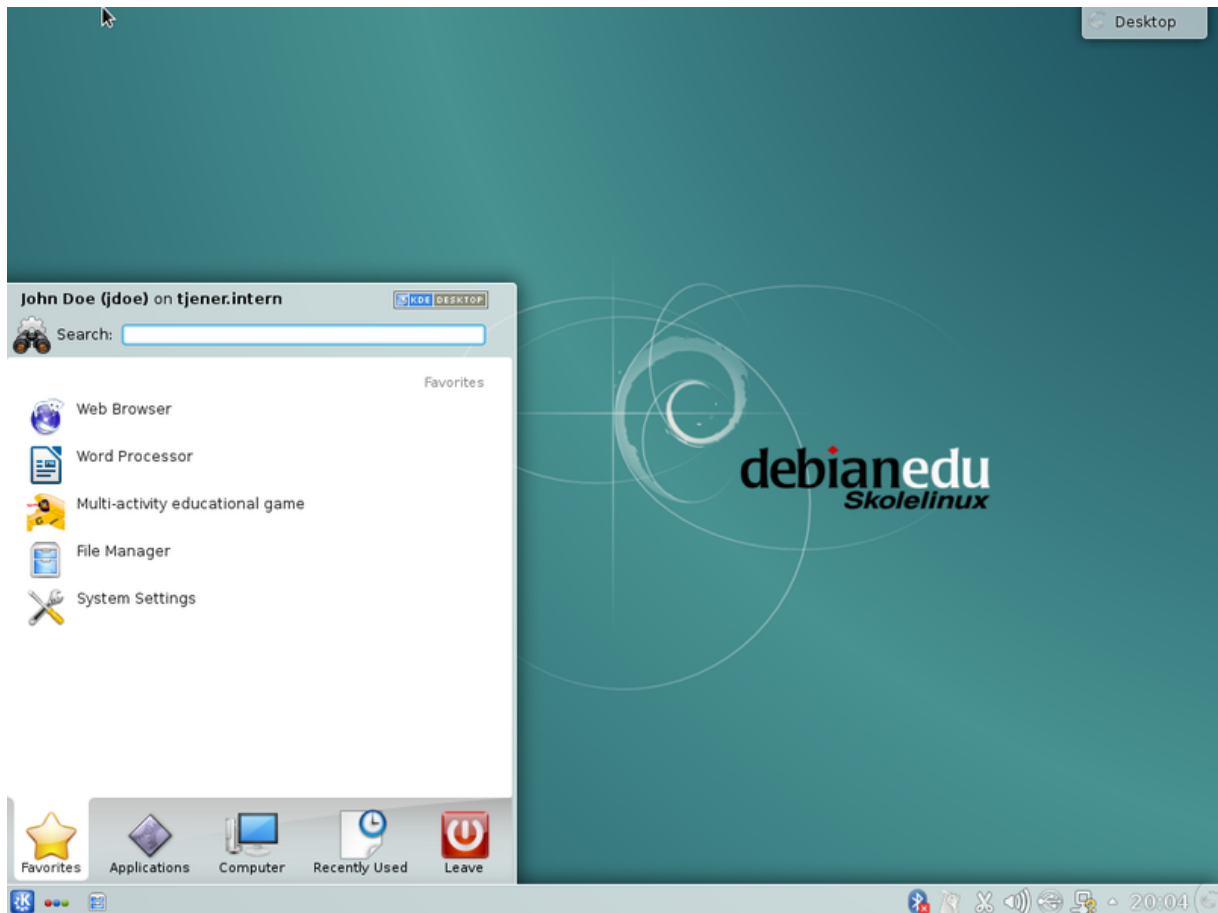 Desktop
John Doe (jdoe) on tjener.intern
KDE DESKTOP
Search:
Favorites
Web Browser
Word Processor
Multi-activity educational game
File Manager
System Settings
debianedu
Skolelinux
Favorites Applications Computer Recently Used Leave
20:04